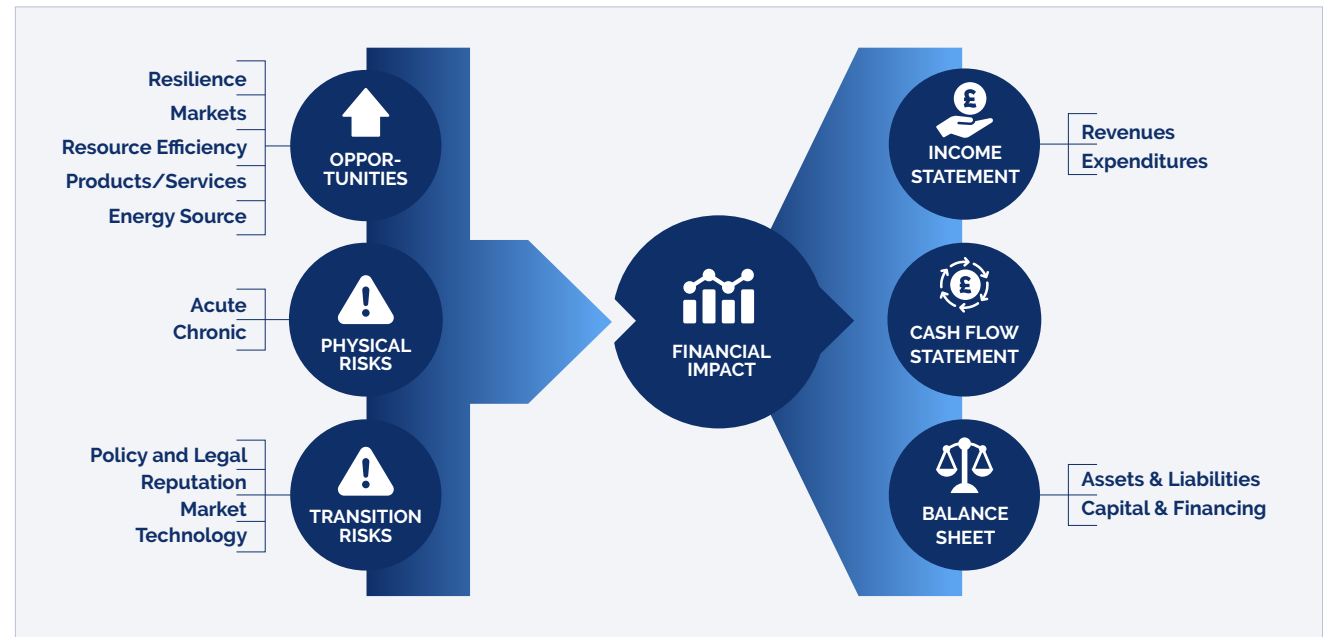 Resilience
Markets
Resource Efficiency
Products/Services
Energy Source
OPPOR-
TUNITIES
Acute
Chronic
PHYSICAL
RISKS
Policy and Legal
Reputation
Market
Technology
TRANSITION
RISKS
FINANCIAL
IMPACT
£
INCOME
STATEMENT
Revenues
Expenditures
£
CASH FLOW
STATEMENT
BALANCE
SHEET
Assets & Liabilities
Capital & Financing